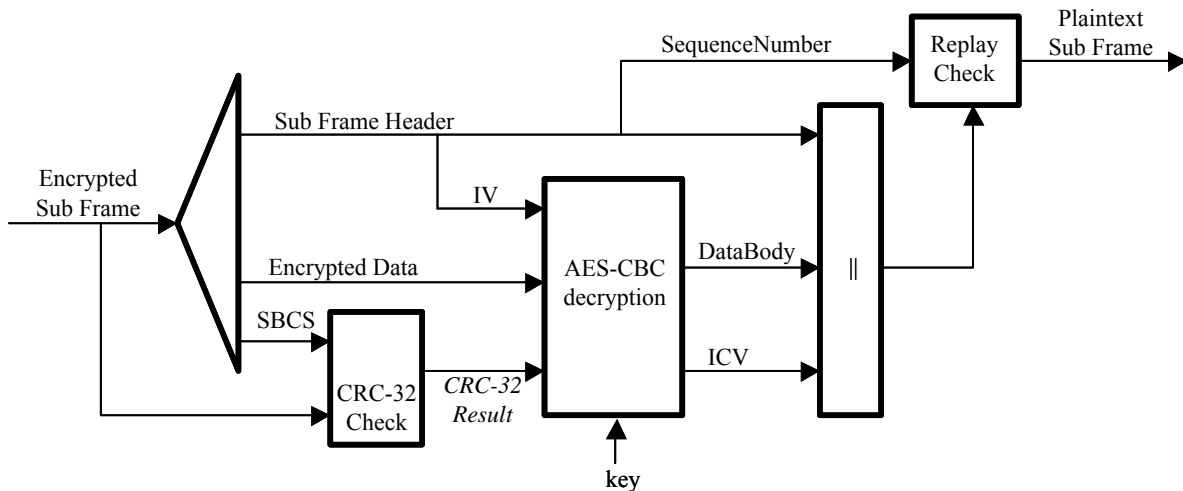 Plaintext
Sub Frame
SequenceNumber
Replay
Check
Sub Frame Header
Encrypted
Sub Frame
IV
AES-CBC
decryption
DataBody
||
Encrypted Data
SBCS
CRC-32
Check
CRC-32
Result
ICV
key